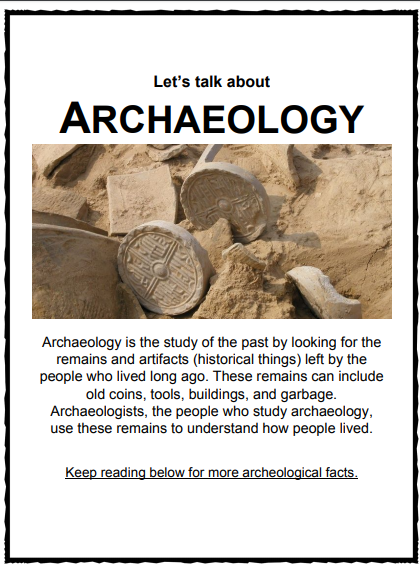 Let’s talk about
ARCHAEOLOGY
Archaeology is the study of the past by looking for the
remains and artifacts (historical things) left by the
people who lived long ago. These remains can include
old coins, tools, buildings, and garbage.
Archaeologists, the people who study archaeology,
use these remains to understand how people lived.
Keep reading below for more archeological facts.